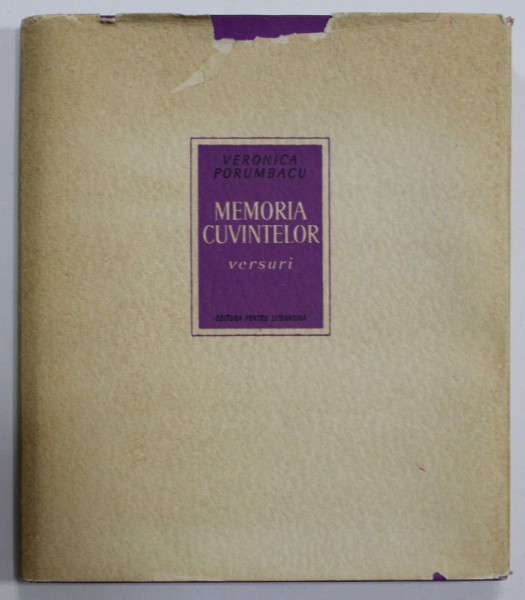 VERONICA
PORUMBACU
MEMORIA
CUVINTELOR
versuri
EDITURA PENTRU LITERATURĂ